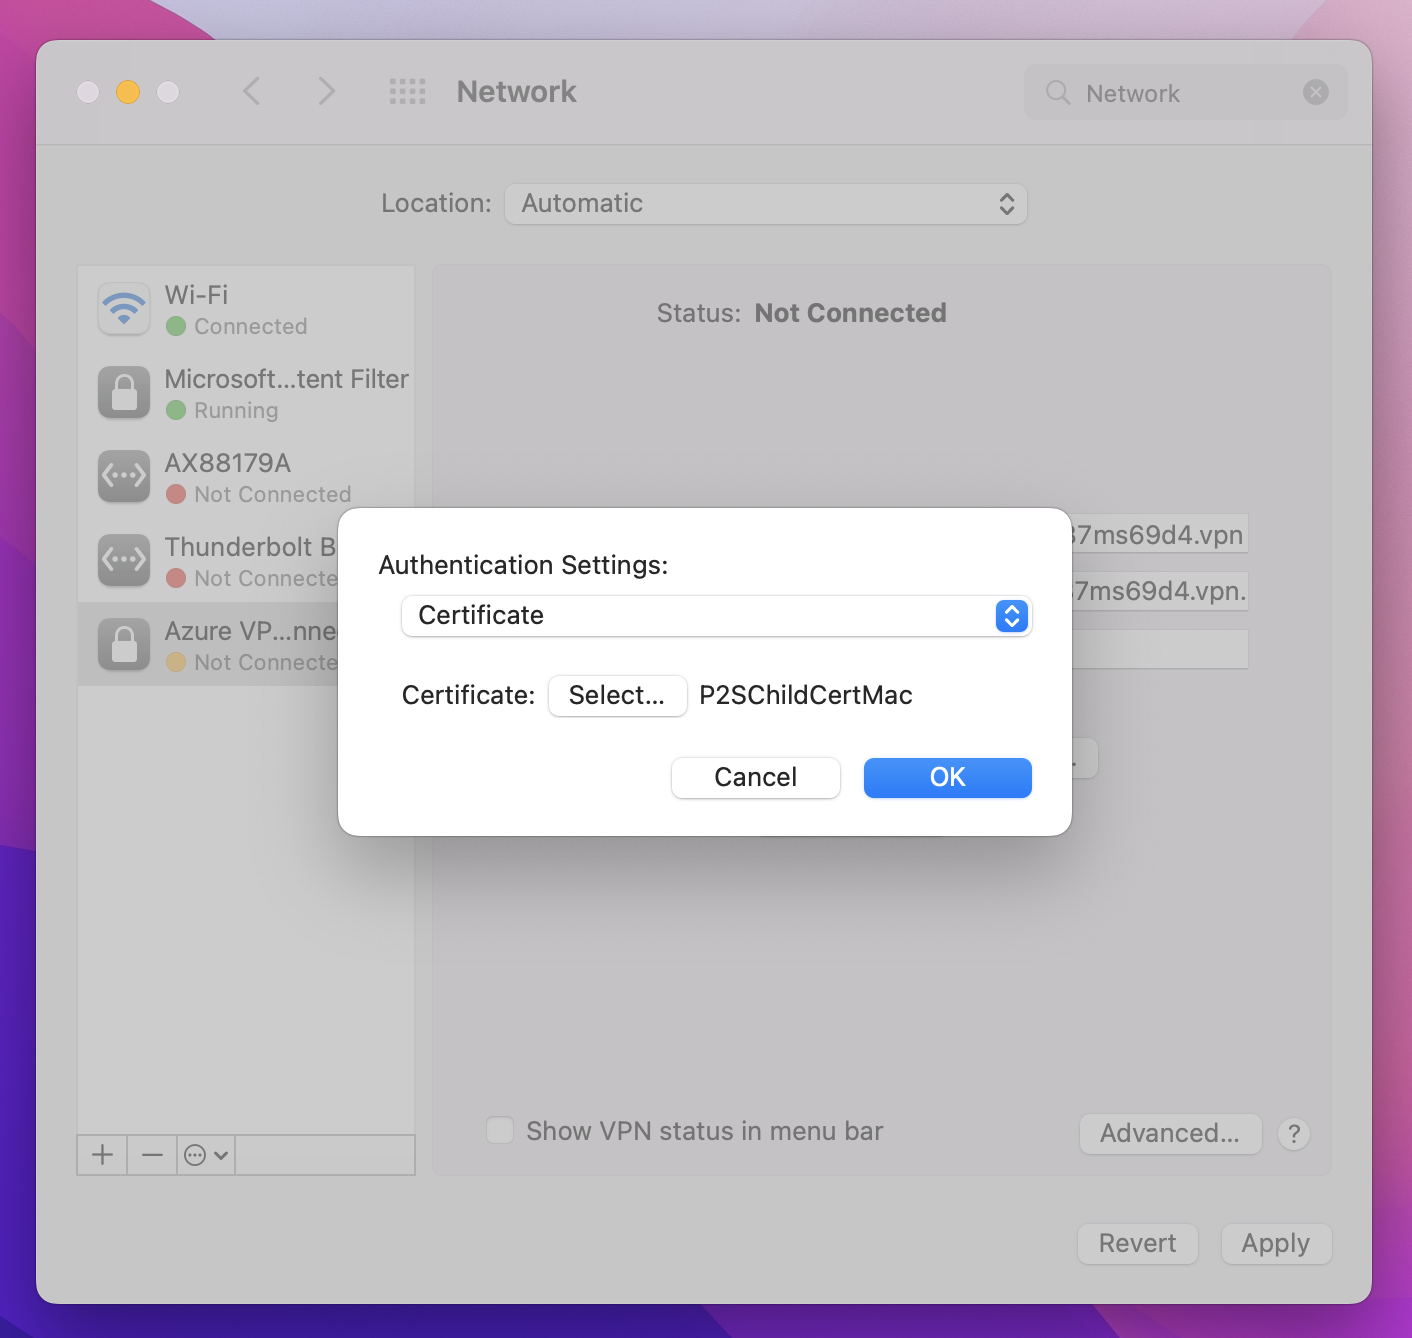 Network
Network
Location: Automatic
Wi-Fi
Connected
Microsoft...tent Filter
Running
AX88179A
Not Connected
Thunderbolt B
Not Connecte
Azure VP...nne
Not Connecte
Status: Not Connected
37ms69d4.vpn
37ms69d4.vpn.
Authentication Settings:
Certificate
Certificate: Select... P2SChildCertMac
Cancel OK
Show VPN status in menu bar
Advanced... ?
Revert Apply